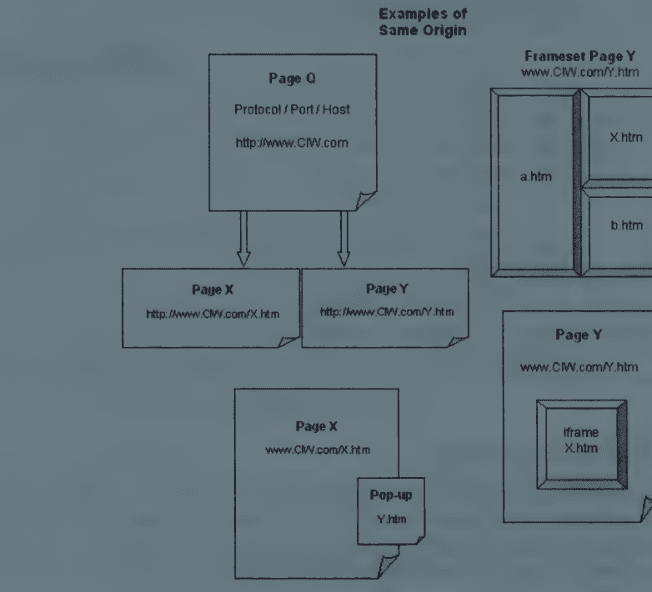 Examples of
Same Origin
Page Q
Protocol / Port / Host
http://www.CIW.com
Frameset Page Y
www.CIW.com/Y.htm
a.htm
X.htm
b.htm
Page X
http://www.CIW.com/X.htm
Page Y
http://www.CIW.com/Y.htm
Page Y
www.CIW.com/Y.htm
iframe
X.htm
Page X
www.CIW.com/X.htm
Pop-up
Y.htm